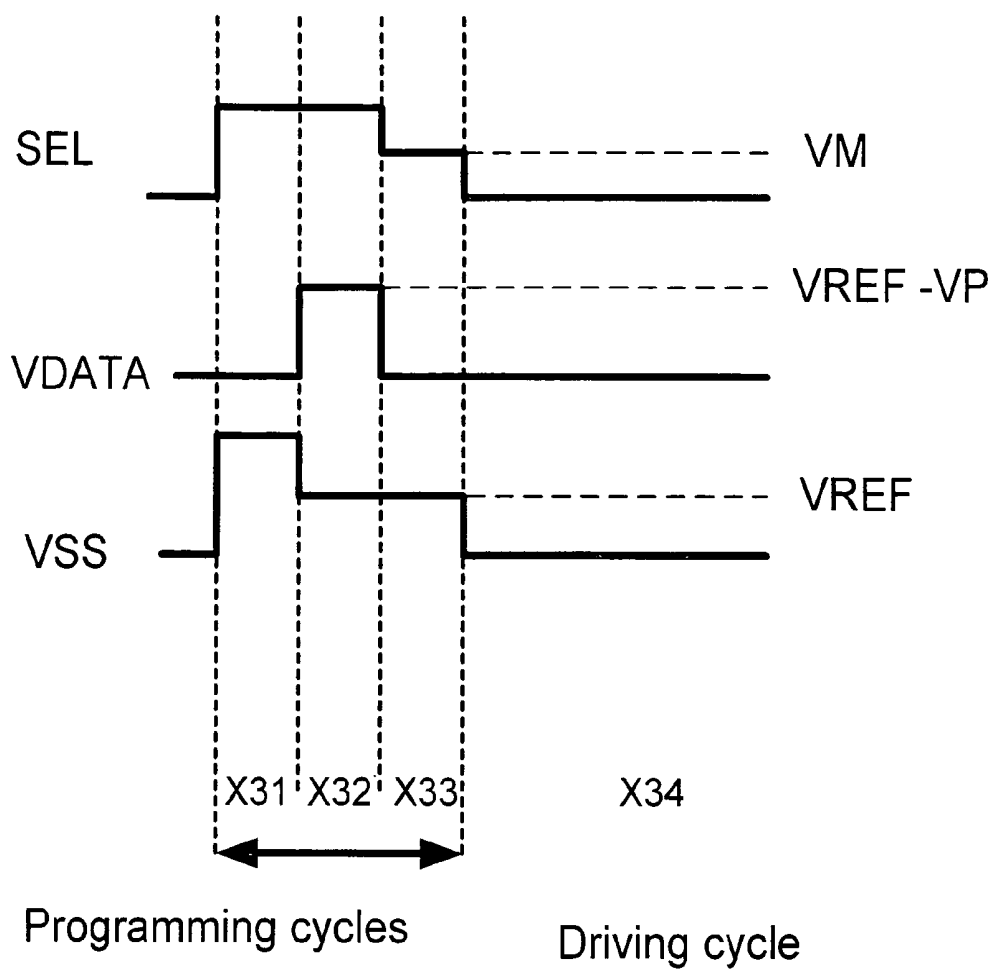 SEL
VM
VREF -VP
VDATA
VREF
VSS
X31 X32 X33 X34
Programming cycles
Driving cycle